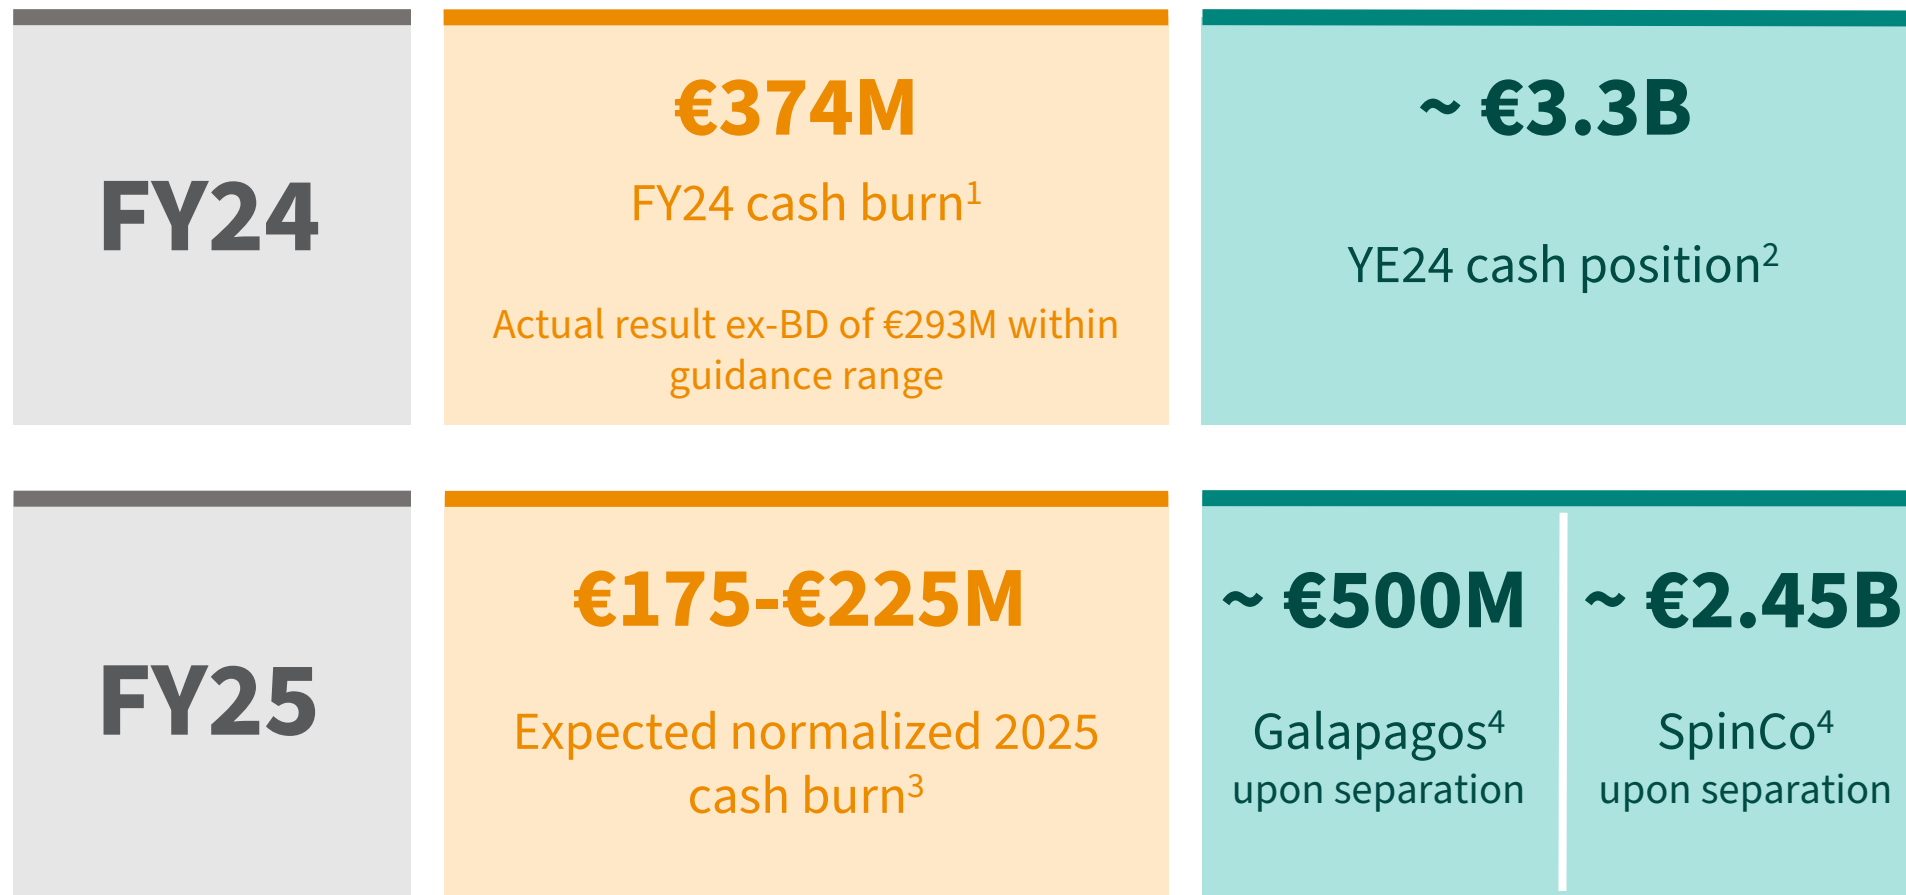 FY24
€374M
FY24 cash burn¹
Actual result ex-BD of €293M within
guidance range
~ €3.3B
YE24 cash position²
FY25
€175-€225M
Expected normalized 2025
cash burn³
~ €500M
Galapagos⁴
upon separation
~ €2.45B
SpinCo⁴
upon separation